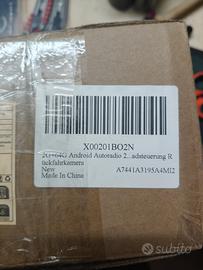 X00201BO2N
2G+64G Android Autoradio 2...adsteuerung R
ückfahrkamera
New
A7441A3195A4MI2
Made In China
subito